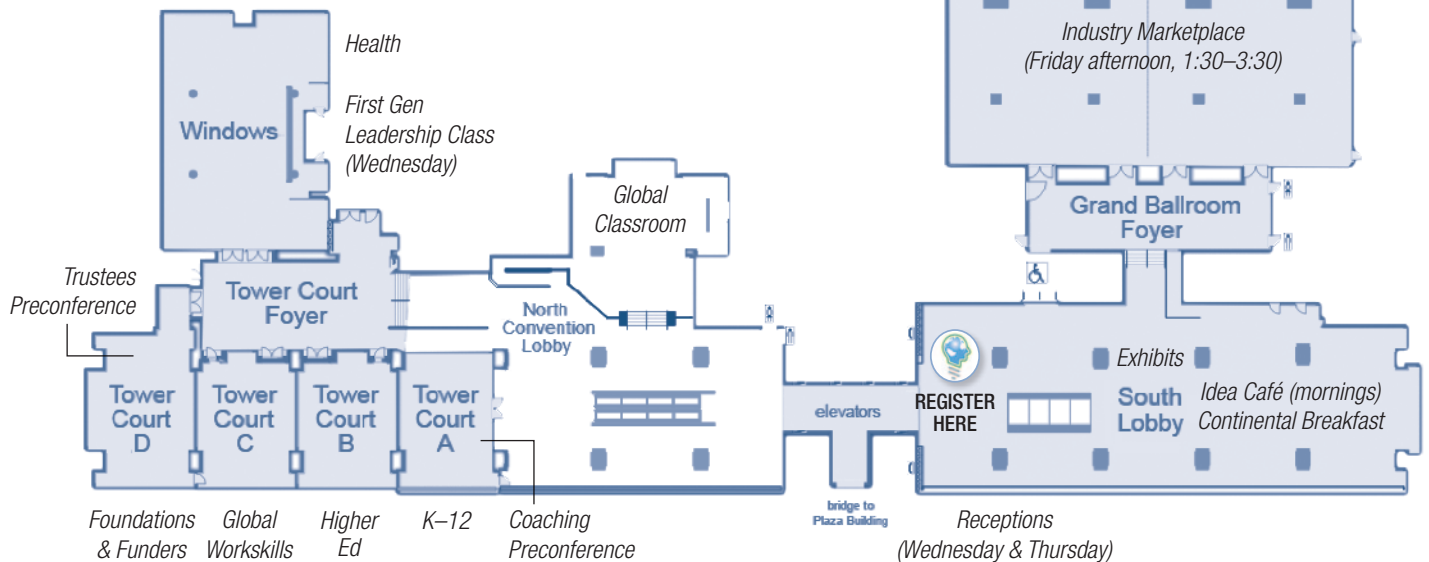 Industry Marketplace
(Friday afternoon, 1:30–3:30)
Health
First Gen
Leadership Class
(Wednesday)
Windows
Global
Classroom
Grand Ballroom
Foyer
Trustees
Preconference
Tower Court
Foyer
North
Convention
Lobby
Exhibits
REGISTER
HERE
South
Lobby
Idea Café (mornings)
Continental Breakfast
elevators
Tower
Court
D
Tower
Court
C
Tower
Court
B
Tower
Court
A
bridge to
Plaza Building
Foundations
& Funders
Global
Workskills
Higher
Ed
K–12
Coaching
Preconference
Receptions
(Wednesday & Thursday)